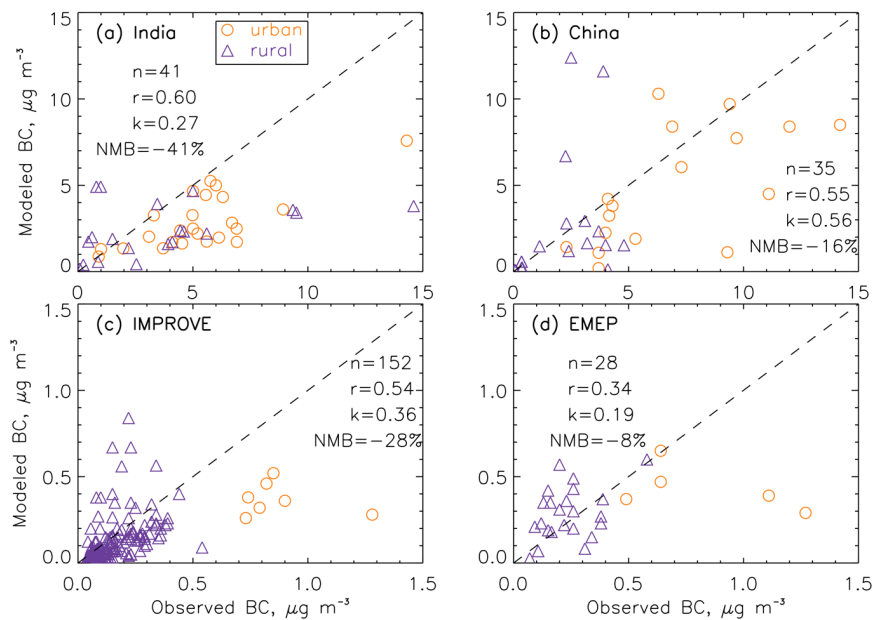 (a) India
urban
rural
n=41
r=0.60
k=0.27
NMB=−41%
15
10
5
0
Modeled BC, μg m⁻³
0
5
10
15
(b) China
n=35
r=0.55
k=0.56
NMB=−16%
15
10
5
0
0
5
10
15
(c) IMPROVE
n=152
r=0.54
k=0.36
NMB=−28%
1.5
1.0
0.5
0.0
Modeled BC, μg m⁻³
0.0
0.5
1.0
1.5
Observed BC, μg m⁻³
(d) EMEP
n=28
r=0.34
k=0.19
NMB=−8%
1.5
1.0
0.5
0.0
0.0
0.5
1.0
1.5
Observed BC, μg m⁻³